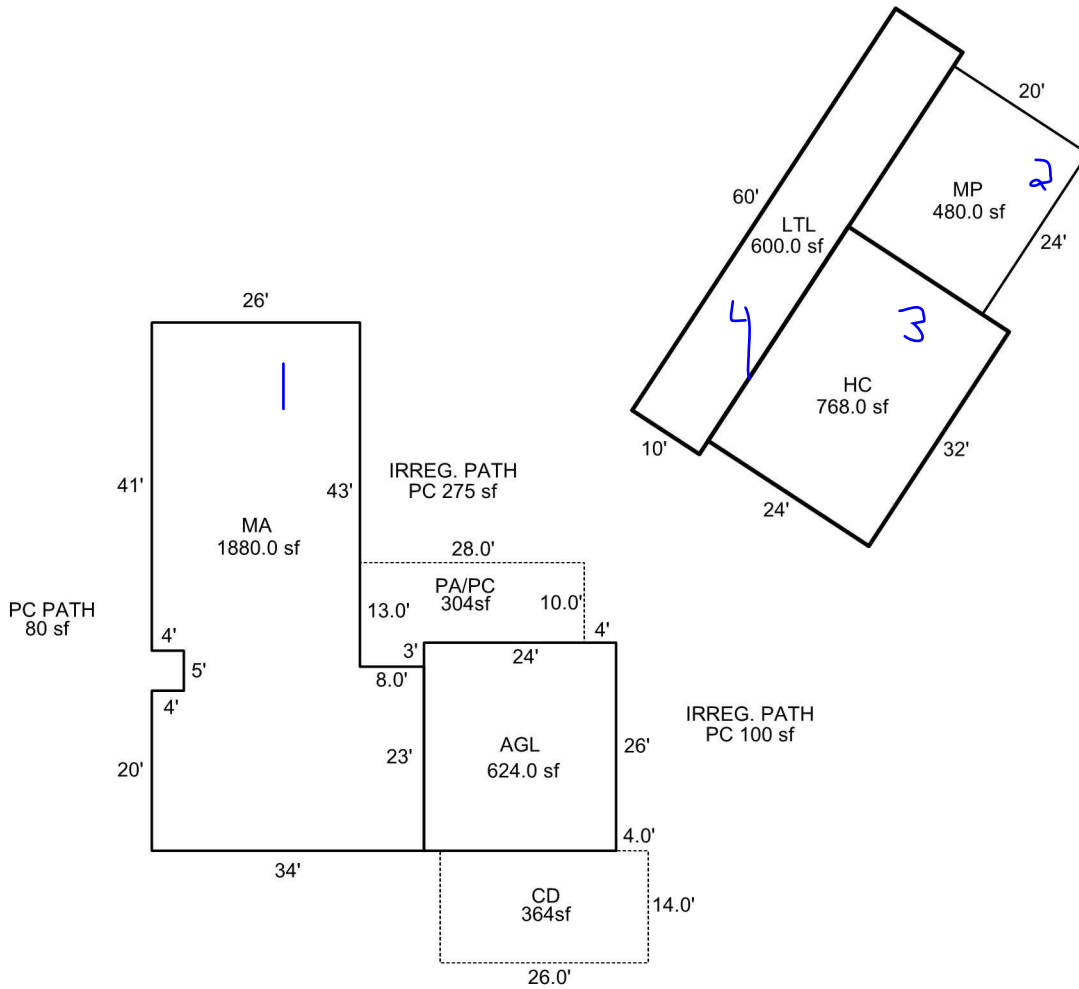 20'
2
MP
480.0 sf
60'
LTL
600.0 sf
24'
26'
4
3
1
HC
768.0 sf
10'
32'
IRREG. PATH
PC 275 sf
41'
43'
24'
MA
1880.0 sf
28.0'
PA/PC
304sf
PC PATH
80 sf
13.0'
10.0'
4'
4'
3'
24'
5'
8.0'
4'
IRREG. PATH
PC 100 sf
20'
23'
AGL
624.0 sf
26'
4.0'
34'
CD
364sf
14.0'
26.0'